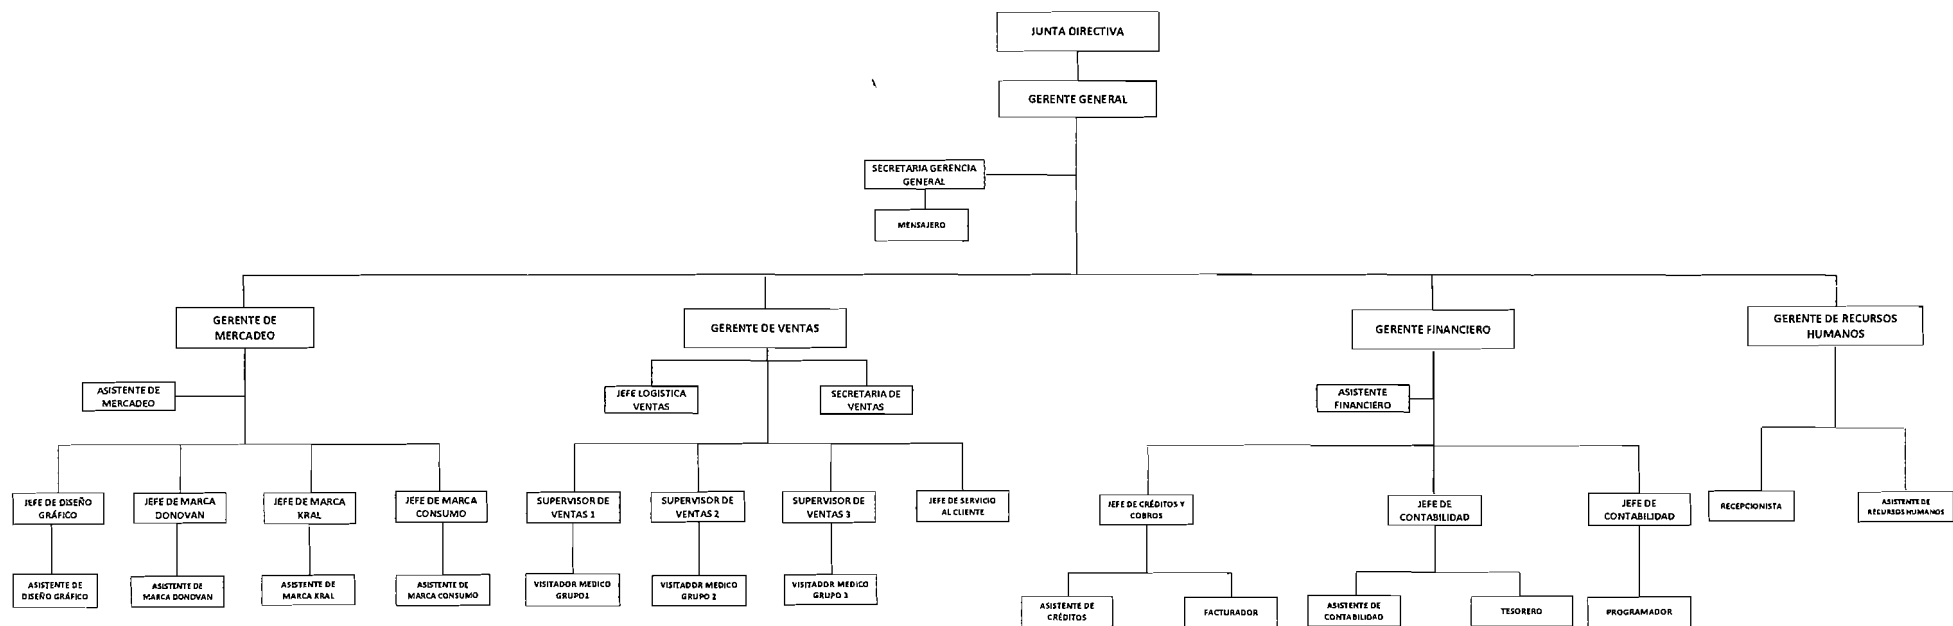 JUNTA DIRECTIVA
GERENTE GENERAL
SECRETARIA GERENCIA
GENERAL
MENSAJERO
GERENTE DE
MERCADEO
GERENTE DE VENTAS
GERENTE FINANCIERO
GERENTE DE RECURSOS
HUMANOS
ASISTENTE DE
MERCADEO
JEFE LOGISTICA
VENTAS
SECRETARIA DE
VENTAS
ASISTENTE
FINANCIERO
JEFE DE DISEÑO
GRÁFICO
JEFE DE MARCA
DONOVAN
JEFE DE MARCA
KRAL
JEFE DE MARCA
CONSUMO
SUPERVISOR DE
VENTAS 1
SUPERVISOR DE
VENTAS 2
SUPERVISOR DE
VENTAS 3
JEFE DE SERVICIO
AL CLIENTE
JEFE DE CRÉDITOS Y
COBROS
JEFE DE
CONTABILIDAD
JEFE DE
CONTABILIDAD
RECEPCIONISTA
ASISTENTE DE
RECURSOS HUMANOS
ASISTENTE DE
DISEÑO GRÁFICO
ASISTENTE DE
MARCA DONOVAN
ASISTENTE DE
MARCA KRAL
ASISTENTE DE
MARCA CONSUMO
VISITADOR MEDICO
GRUPO1
VISITADOR MEDICO
GRUPO 2
VISITADOR MEDICO
GRUPO 3
ASISTENTE DE
CRÉDITOS
FACTURADOR
ASISTENTE DE
CONTABILIDAD
TESORERO
PROGRAMADOR